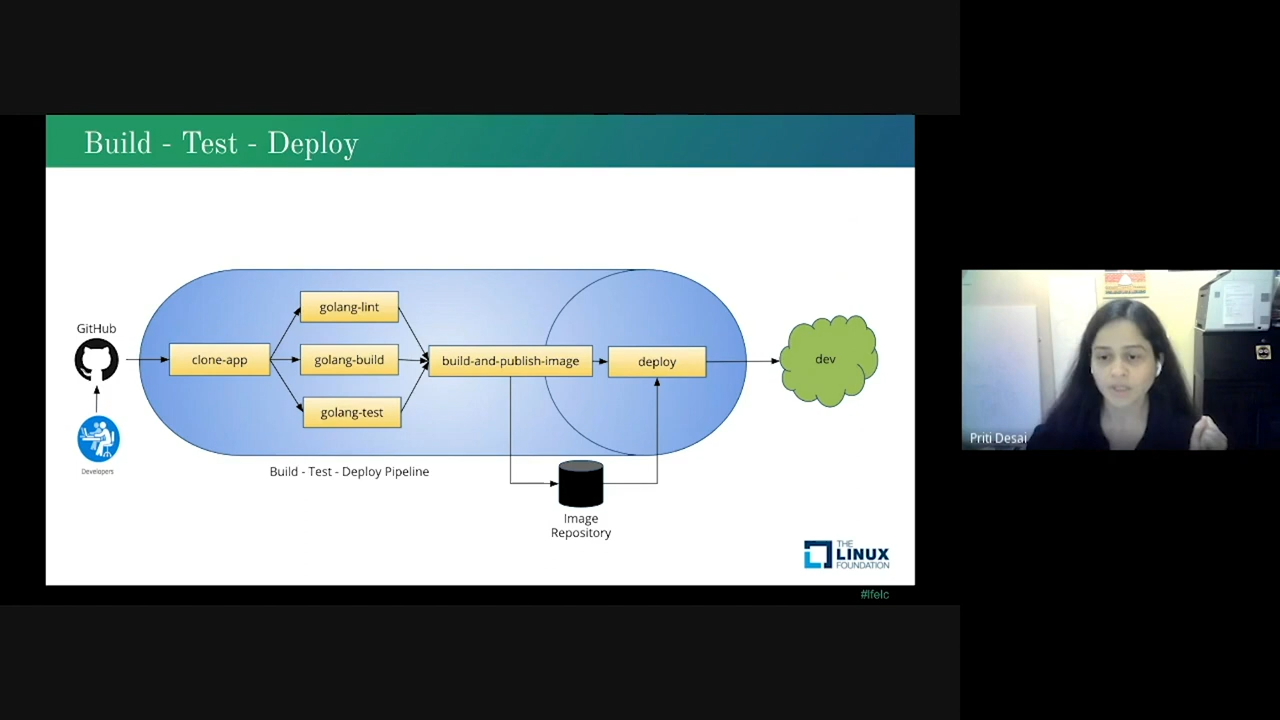 Build - Test - Deploy
GitHub
Developers
clone-app
golang-lint
golang-build
golang-test
build-and-publish-image
deploy
dev
Build - Test - Deploy Pipeline
Image
Repository
THE
LINUX
FOUNDATION
#lfelc
Priti Desai